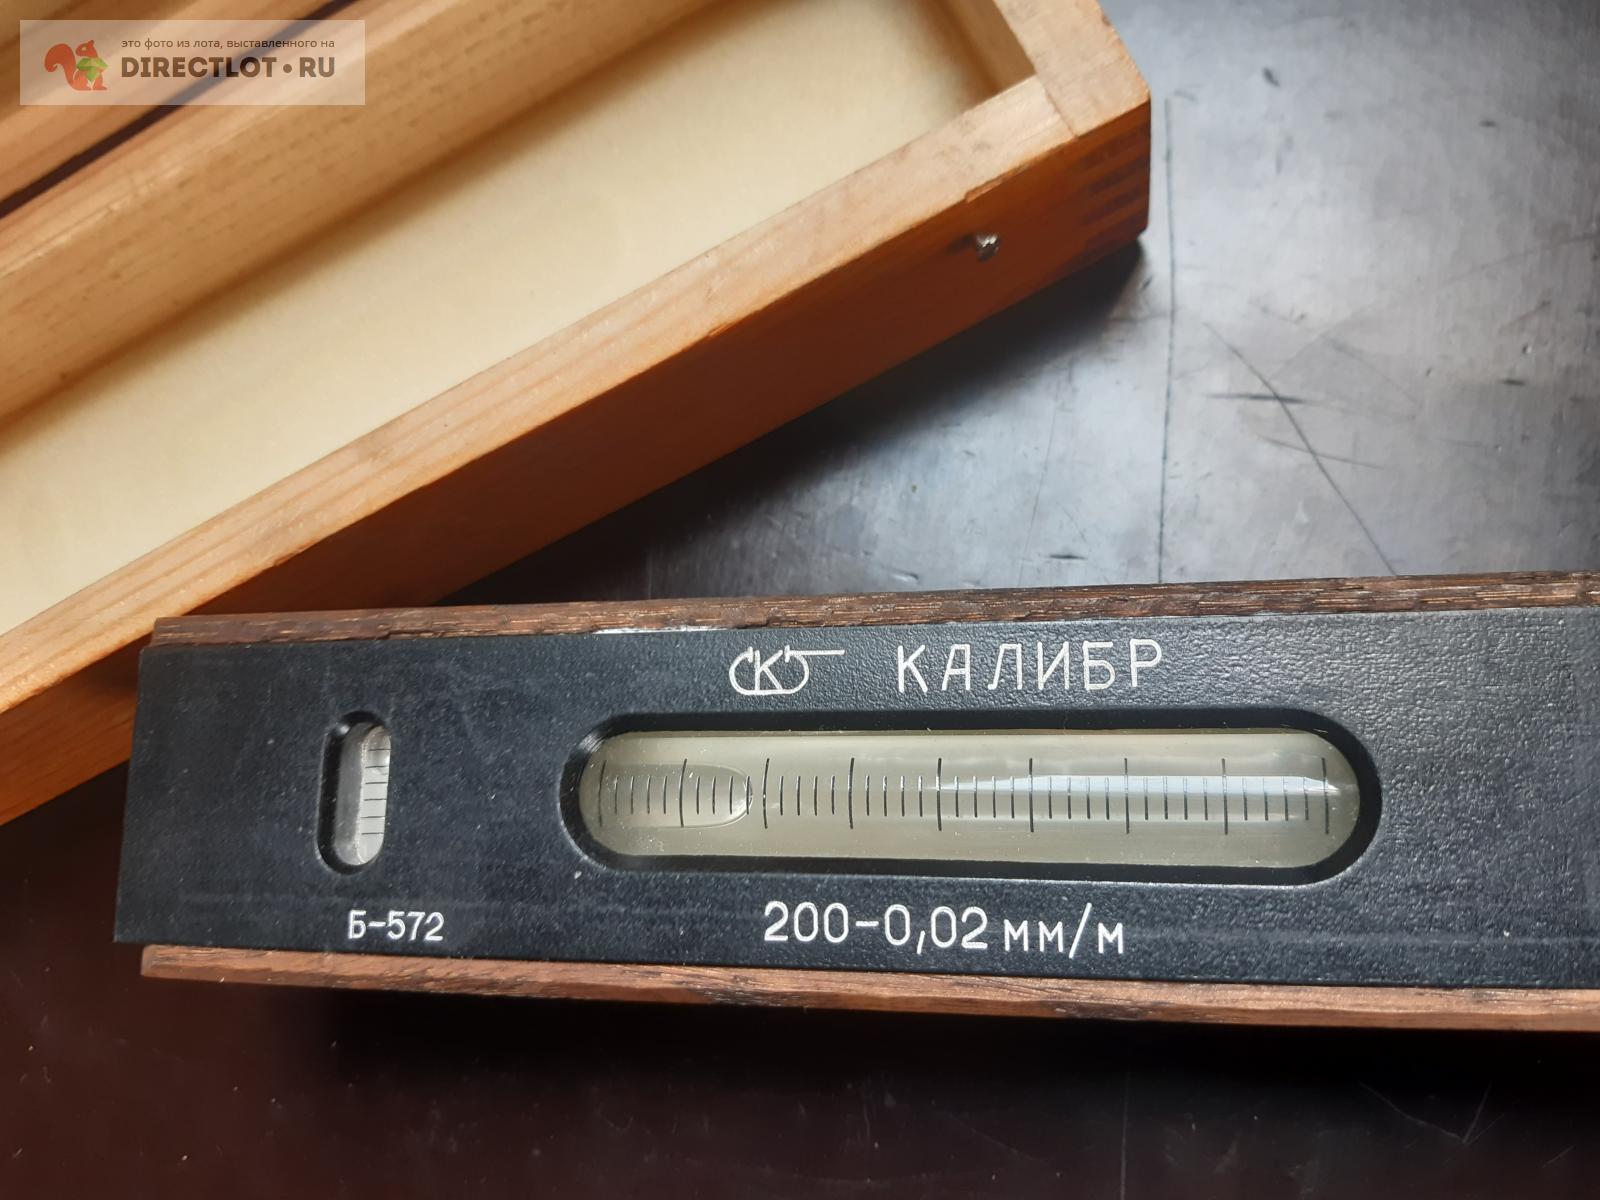 это фото из лота, выставленного на
DIRECTLOT•RU
К КАЛИБР
Б-572
200-0,02 мм/м